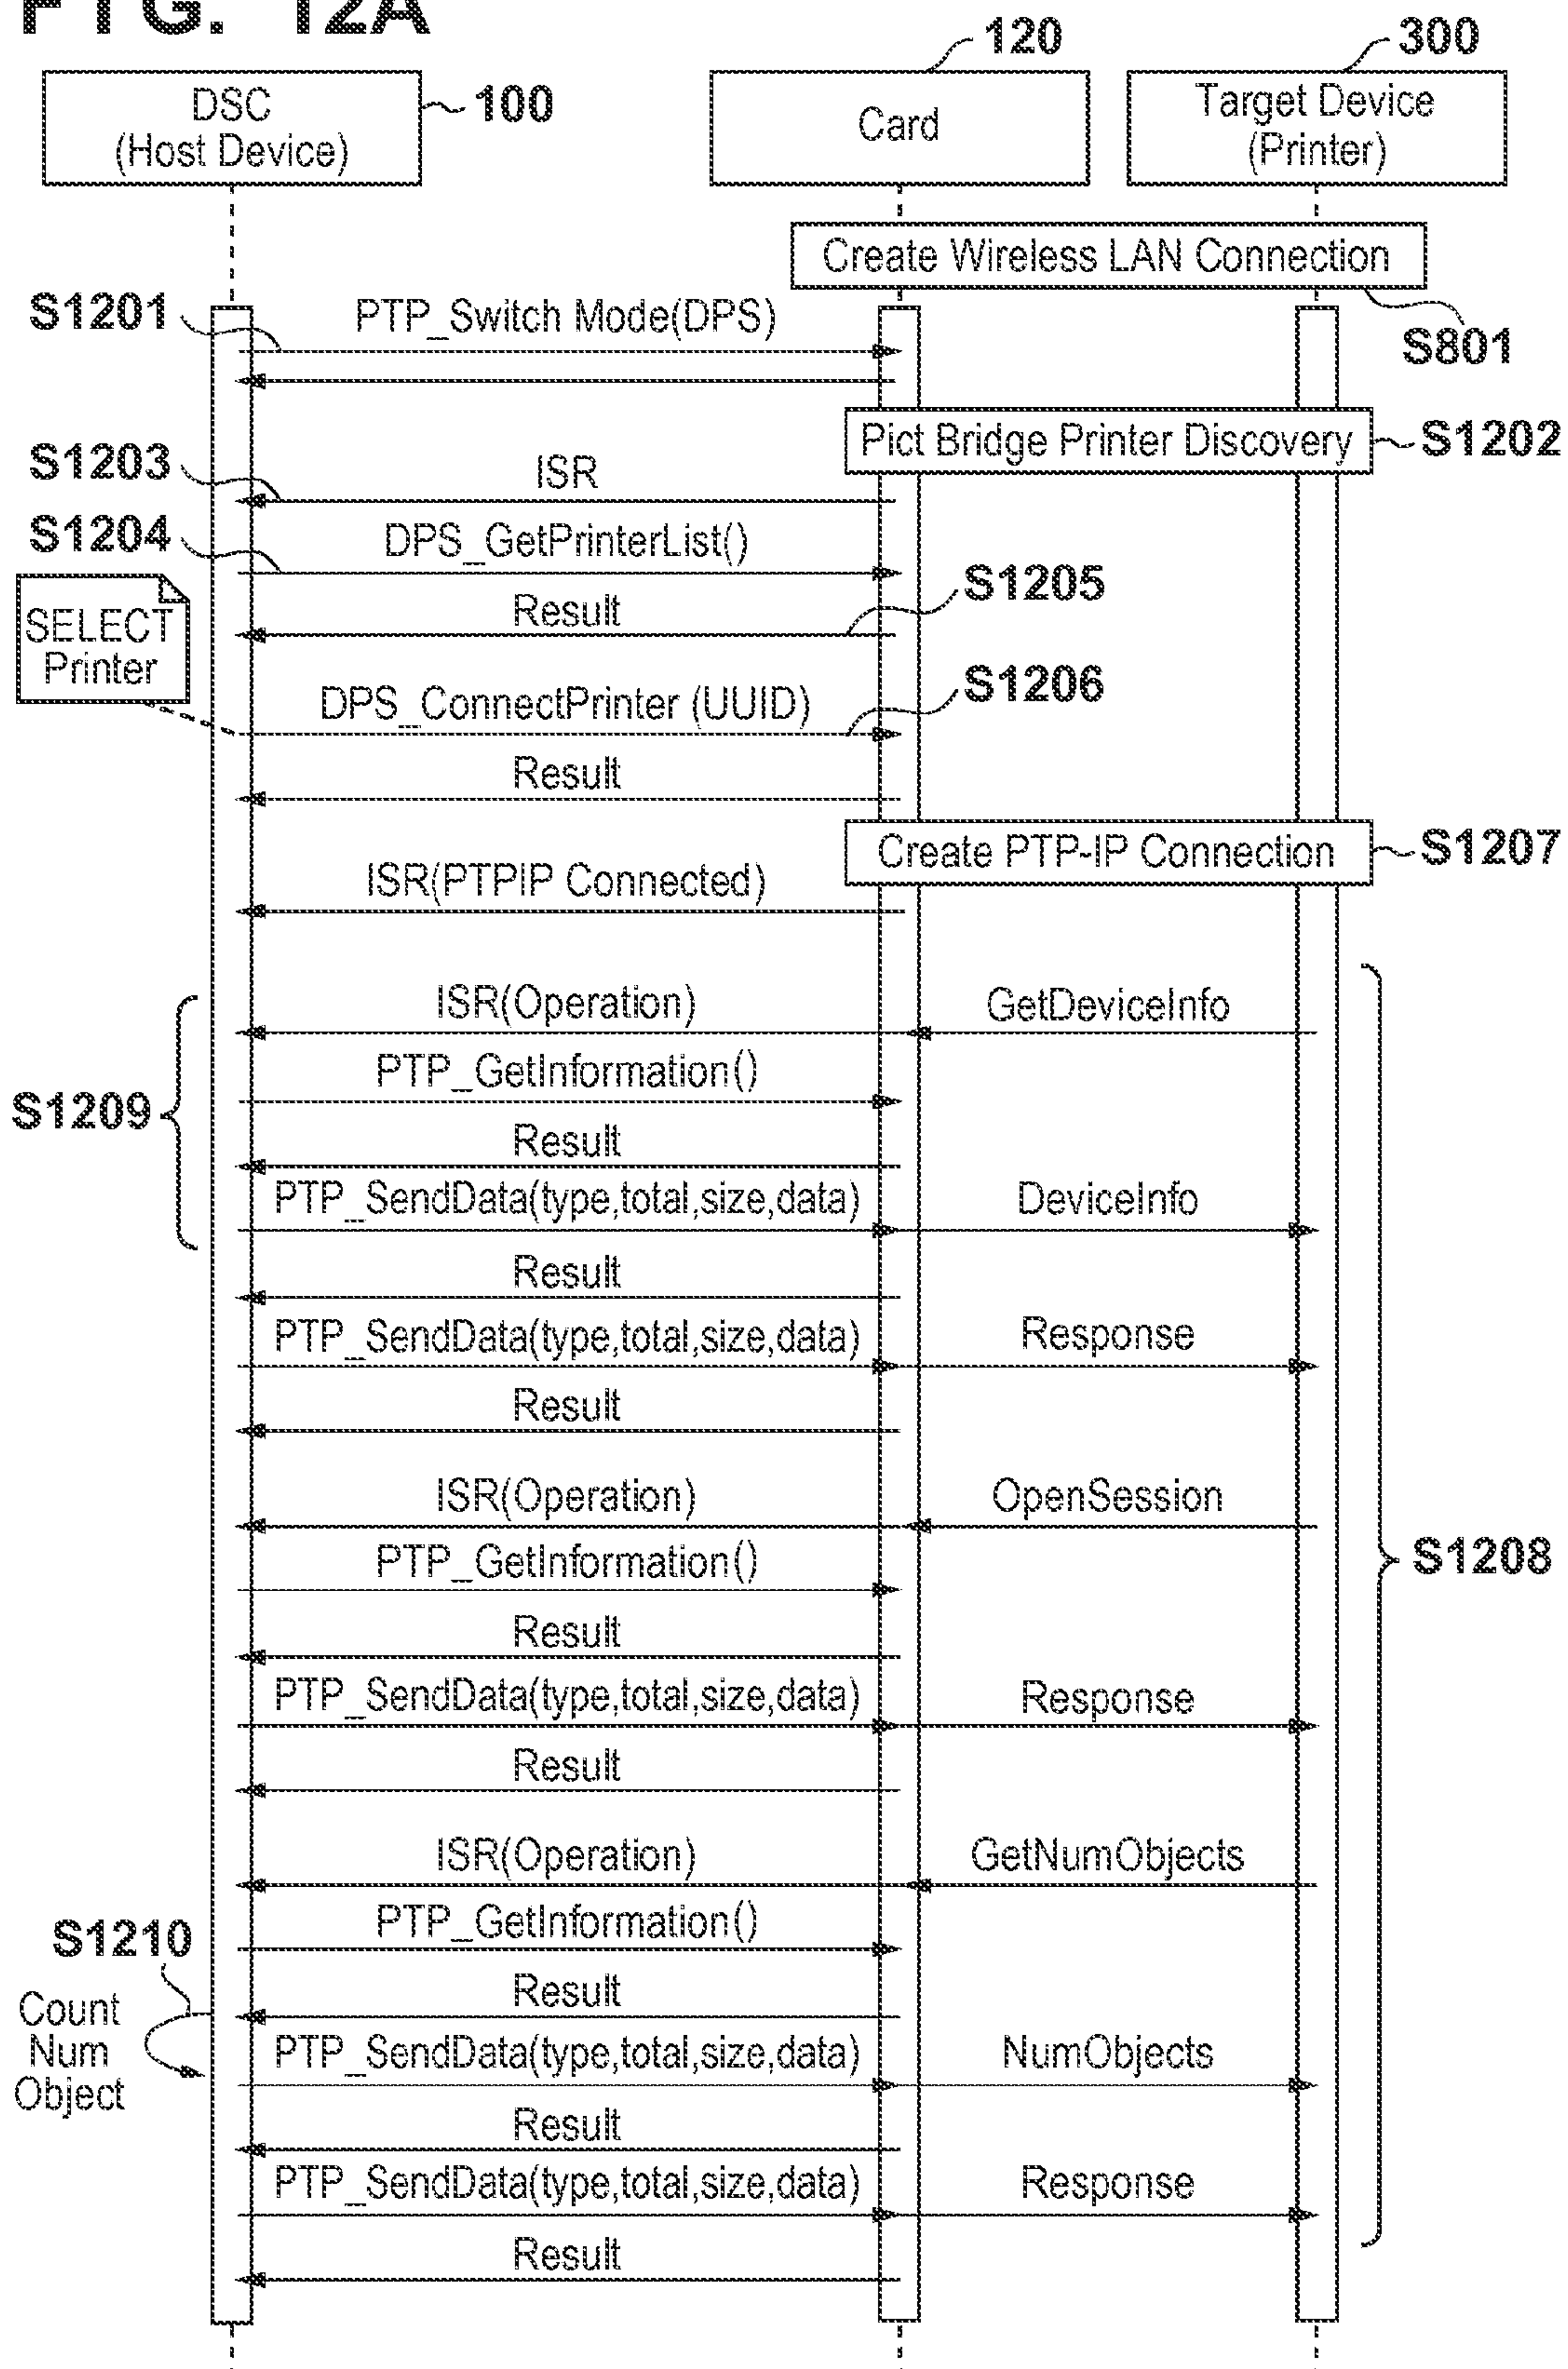 FIG. 12A
120
300
DSC
(Host Device)
100
Card
Target Device
(Printer)
Create Wireless LAN Connection
S801
S1201
PTP_Switch Mode(DPS)
Pict Bridge Printer Discovery
S1202
S1203
ISR
S1204
DPS_GetPrinterList()
S1205
Result
SELECT
Printer
S1206
DPS_ConnectPrinter (UUID)
Result
Create PTP-IP Connection
S1207
ISR(PTPIP Connected)
ISR(Operation)
GetDeviceInfo
PTP_GetInformation()
S1209
Result
PTP_SendData(type,total,size,data)
DeviceInfo
Result
PTP_SendData(type,total,size,data)
Response
Result
ISR(Operation)
OpenSession
S1208
PTP_GetInformation()
Result
PTP_SendData(type,total,size,data)
Response
Result
ISR(Operation)
GetNumObjects
PTP_GetInformation()
S1210
Result
Count
Num
Object
PTP_SendData(type,total,size,data)
NumObjects
Result
PTP_SendData(type,total,size,data)
Response
Result